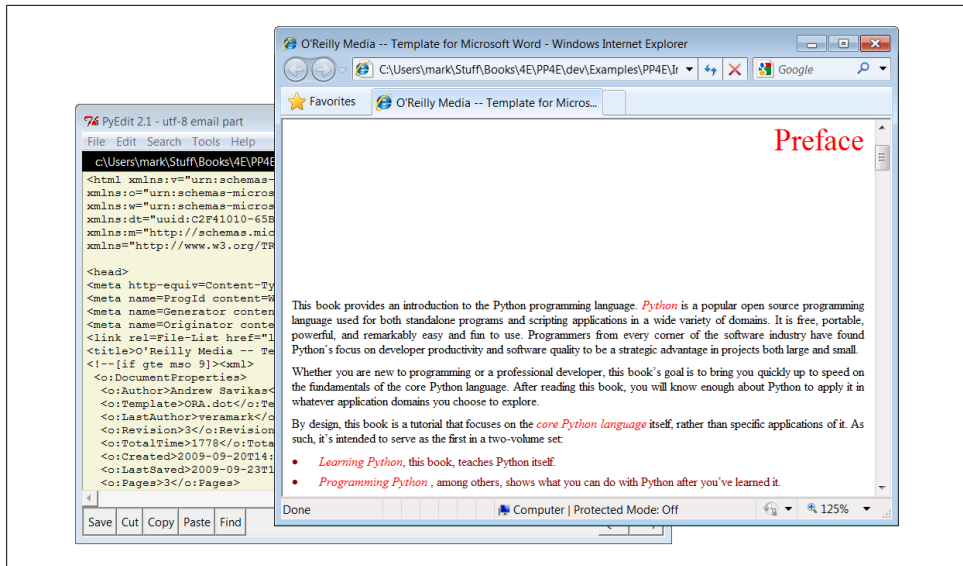 O'Reilly Media -- Template for Microsoft Word - Windows Internet Explorer
C:\Users\mark\Stuff\Books\4E\PP4E\dev\Examples\PP4E\Ir
Google
Favorites
O'Reilly Media -- Template for Micros...
Preface
This book provides an introduction to the Python programming language. Python is a popular open source programming
language used for both standalone programs and scripting applications in a wide variety of domains. It is free, portable,
powerful, and remarkably easy and fun to use. Programmers from every corner of the software industry have found
Python's focus on developer productivity and software quality to be a strategic advantage in projects both large and small.
Whether you are new to programming or a professional developer, this book's goal is to bring you quickly up to speed on
the fundamentals of the core Python language. After reading this book, you will know enough about Python to apply it in
whatever application domains you choose to explore.
By design, this book is a tutorial that focuses on the core Python language itself, rather than specific applications of it. As
such, it's intended to serve as the first in a two-volume set:
• Learning Python, this book, teaches Python itself.
• Programming Python , among others, shows what you can do with Python after you've learned it.
Done
Computer | Protected Mode: Off
125%
PyEdit 2.1 - utf-8 email part
File Edit Search Tools Help
c:\Users\mark\Stuff\Books\4E\PP4E
<html xmlns:v="urn:schemas-
xmlns:o="urn:schemas-micros
xmlns:w="urn:schemas-micros
xmlns:dt="uuid:C2F41010-65B
xmlns:m="http://schemas.mic
xmlns="http://www.w3.org/TR
<head>
<meta http-equiv=Content-Ty
<meta name=ProgId content=W
<meta name=Generator conten
<meta name=Originator conte
<link rel=File-List href="l
<title>O'Reilly Media -- Te
<!--[if gte mso 9]><xml>
<o:DocumentProperties>
<o:Author>Andrew Savikas<
<o:Template>ORA.dot</o:Te
<o:LastAuthor>veramark</o
<o:Revision>3</o:Revision
<o:TotalTime>1778</o:Tota
<o:Created>2009-09-20T14:
<o:LastSaved>2009-09-23T1
<o:Pages>3</o:Pages>
Save Cut Copy Paste Find